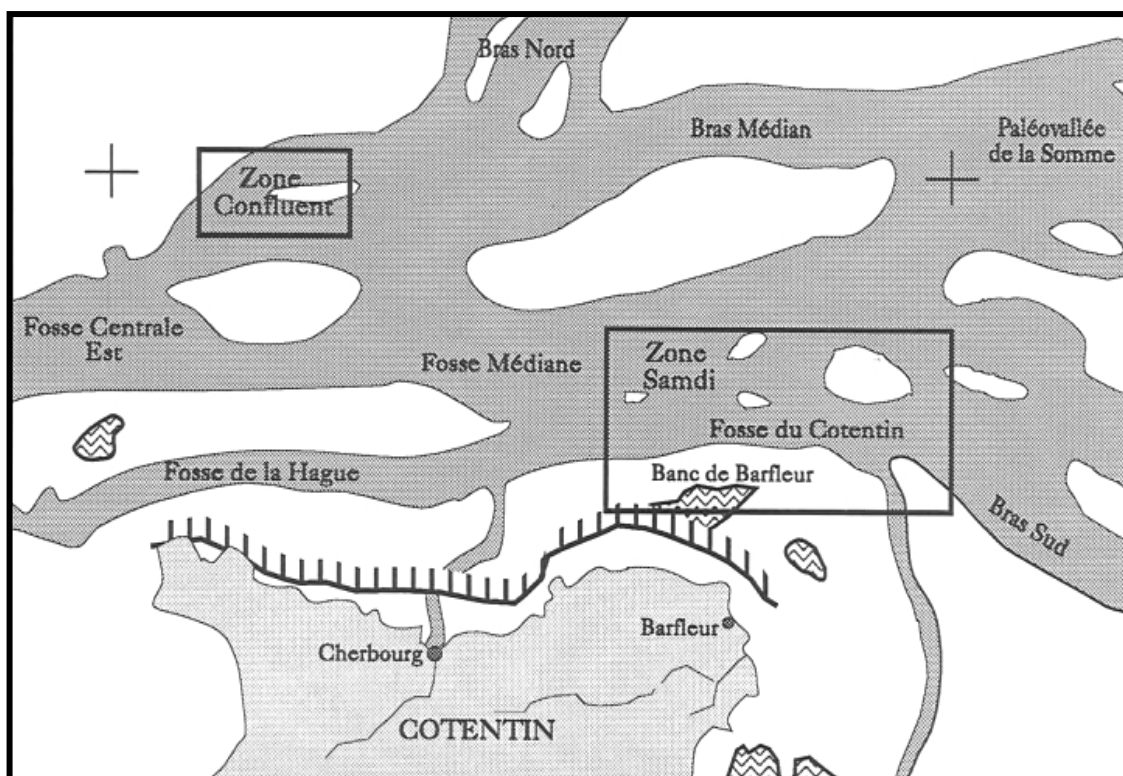 Bras Nord
Bras Médian
Paléovallée
de la Somme
Zone
Confluent
Fosse Centrale
Est
Fosse Médiane
Zone
Samdi
Fosse du Cotentin
Fosse de la Hague
Banc de Barfleur
Bras Sud
Barfleur
Cherbourg
COTENTIN